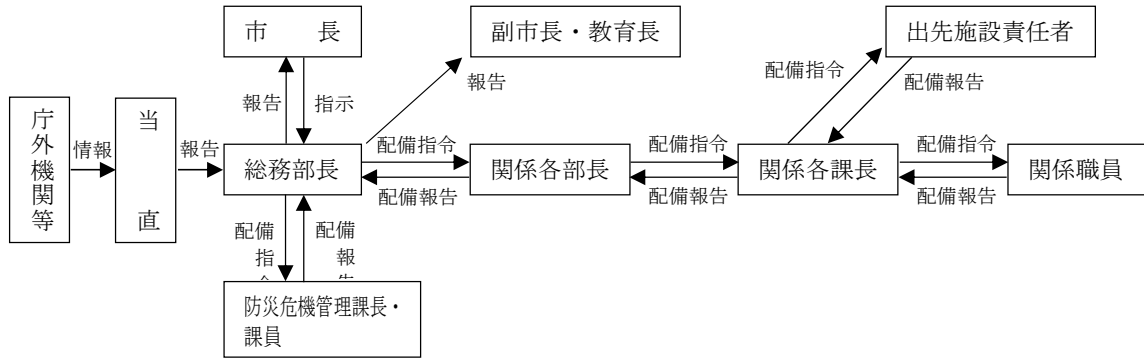 市　　長
副市長・教育長
出先施設責任者
配備指令
配備報告
報告
指示
報告
庁外機関等
情報
当　　直
報告
総務部長
配備指令
配備報告
関係各部長
配備指令
配備報告
関係各課長
配備指令
配備報告
関係職員
配備
指
配備
報
防災危機管理課長・
課員